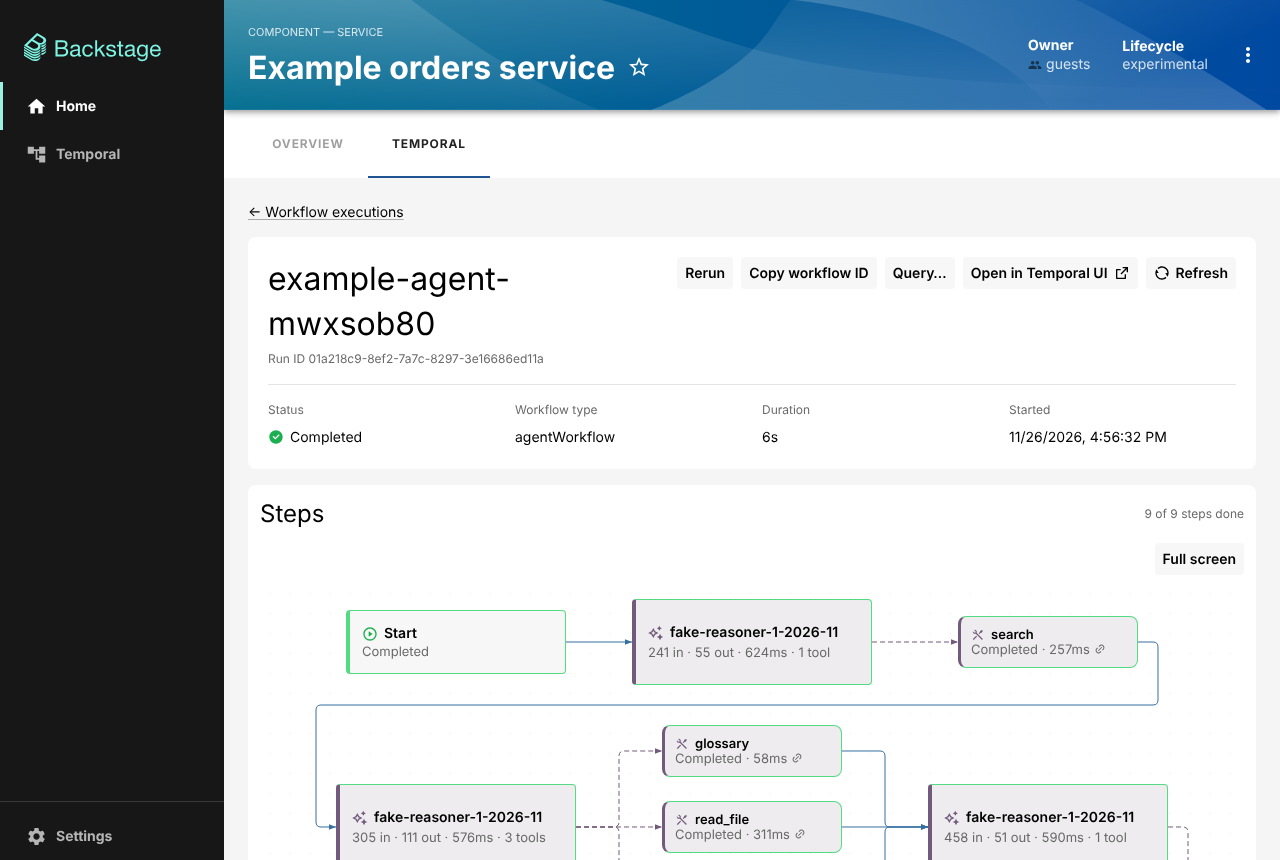 Backstage
Home
Temporal
Settings
COMPONENT — SERVICE
Example orders service
Owner
guests
Lifecycle
experimental
OVERVIEW
TEMPORAL
← Workflow executions
example-agent-
mwxsob80
Run ID 01a218c9-8ef2-7a7c-8297-3e16686ed11a
Rerun
Copy workflow ID
Query...
Open in Temporal UI
Refresh
Status
Completed
Workflow type
agentWorkflow
Duration
6s
Started
11/26/2026, 4:56:32 PM
Steps
9 of 9 steps done
Full screen
Start
Completed
fake-reasoner-1-2026-11
241 in · 55 out · 624ms · 1 tool
search
Completed · 257ms
glossary
Completed · 58ms
fake-reasoner-1-2026-11
305 in · 111 out · 576ms · 3 tools
read_file
Completed · 311ms
fake-reasoner-1-2026-11
458 in · 51 out · 590ms · 1 tool